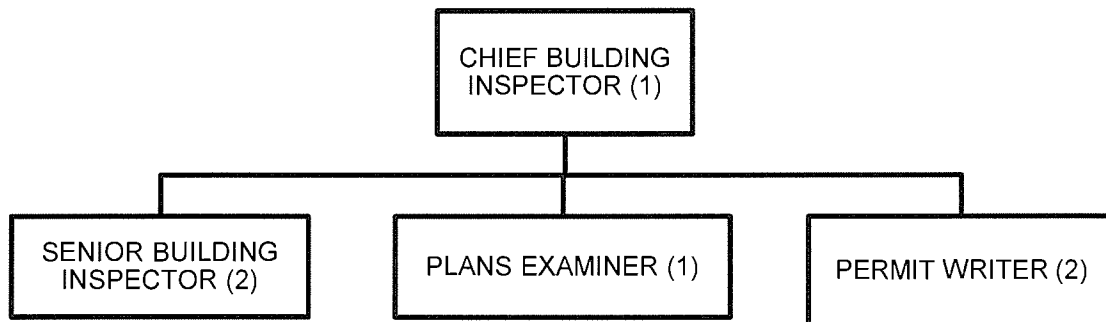 CHIEF BUILDING
INSPECTOR (1)
SENIOR BUILDING
INSPECTOR (2)
PLANS EXAMINER (1)
PERMIT WRITER (2)